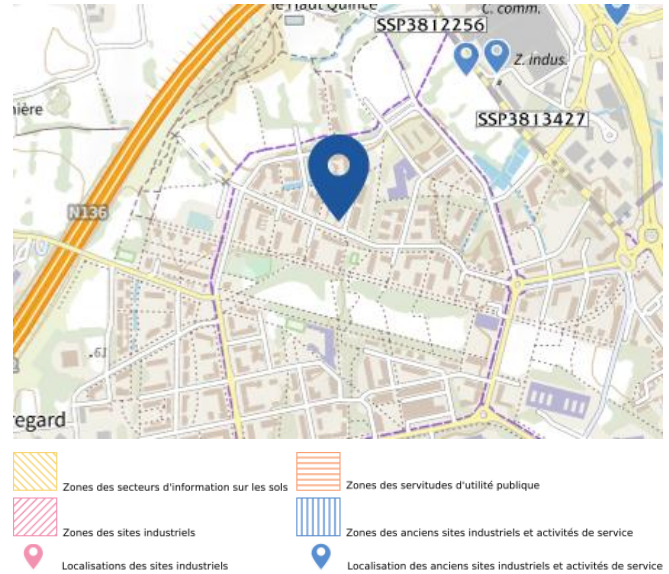 le Haut Quincé
C. comm.
SSP3812256
Z. indus.
nière
SSP3813427
N136
61
regard
Zones des secteurs d'information sur les sols
Zones des servitudes d'utilité publique
Zones des sites industriels
Zones des anciens sites industriels et activités de service
Localisations des sites industriels
Localisation des anciens sites industriels et activités de service